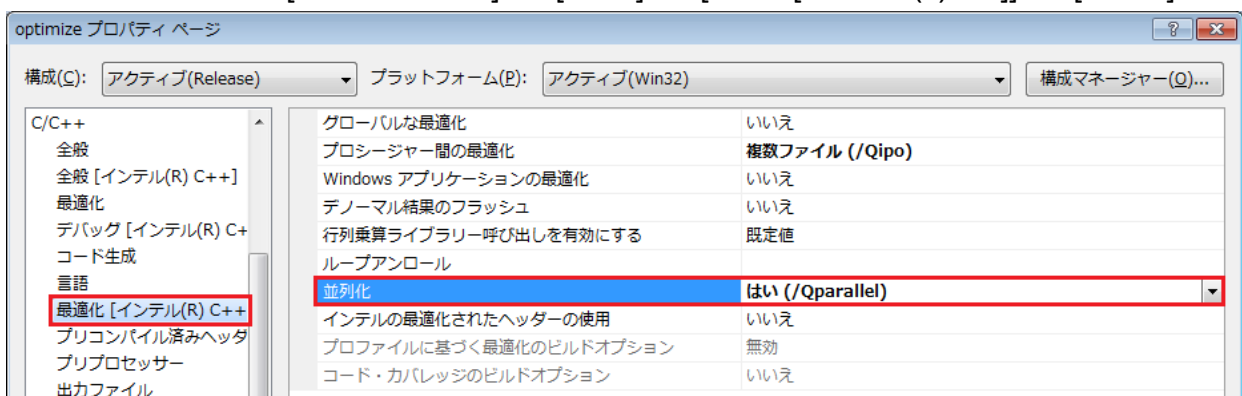 optimize プロパティ ページ
構成(C): アクティブ(Release) プラットフォーム(P): アクティブ(Win32) 構成マネージャー(O)...
C/C++
全般
全般 [インテル(R) C++]
最適化
デバッグ [インテル(R) C+
コード生成
言語
最適化 [インテル(R) C++
プリコンパイル済みヘッダ
プリプロセッサー
出力ファイル
グローバルな最適化 いいえ
プロシージャー間の最適化 複数ファイル (/Qipo)
Windows アプリケーションの最適化 いいえ
デノーマル結果のフラッシュ いいえ
行列乗算ライブラリー呼び出しを有効にする 既定値
ループアンロール
並列化 はい (/Qparallel)
インテルの最適化されたヘッダーの使用 いいえ
プロファイルに基づく最適化のビルドオプション 無効
コード・カバレッジのビルドオプション いいえ